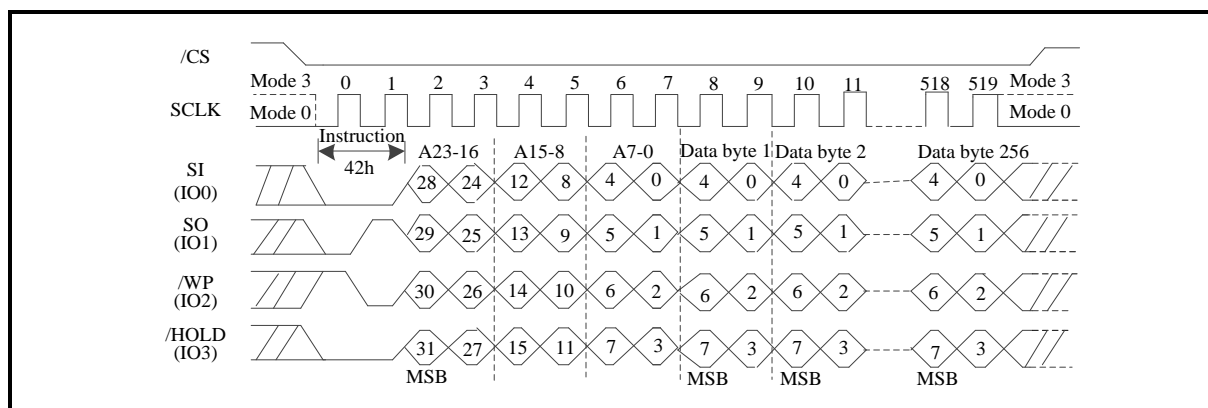 /CS
Mode 3 0 1 2 3 4 5 6 7 8 9 10 11 518 519 Mode 3
SCLK Mode 0 Mode 0
Instruction A23-16 A15-8 A7-0 Data byte 1 Data byte 2 Data byte 256
42h
SI
(IO0) 28 24 12 8 4 0 4 0 4 0 4 0
SO
(IO1) 29 25 13 9 5 1 5 1 5 1 5 1
/WP
(IO2) 30 26 14 10 6 2 6 2 6 2 6 2
/HOLD
(IO3) 31 27 15 11 7 3 7 3 7 3 7 3
MSB MSB MSB MSB